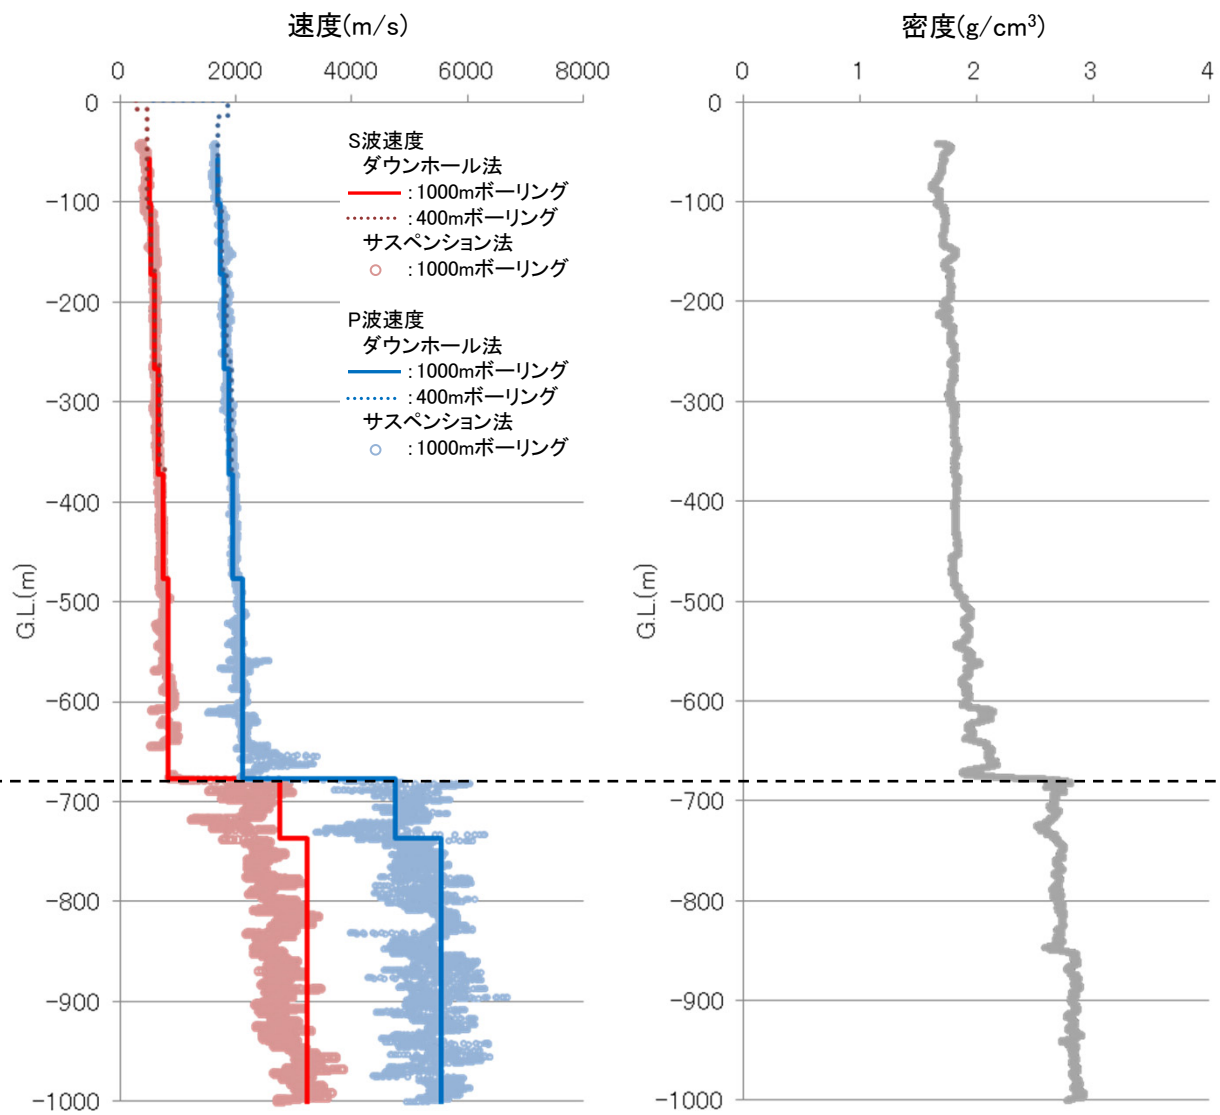 速度(m/s)
0 2000 4000 6000 8000
0
-100
-200
-300
-400
-500
-600
-700
-800
-900
-1000
G.L.(m)
S波速度
ダウンホール法
:1000mボーリング
:400mボーリング
サスペンション法
:1000mボーリング
P波速度
ダウンホール法
:1000mボーリング
:400mボーリング
サスペンション法
:1000mボーリング
密度(g/cm³)
0 1 2 3 4
0
-100
-200
-300
-400
-500
-600
-700
-800
-900
-1000
G.L.(m)